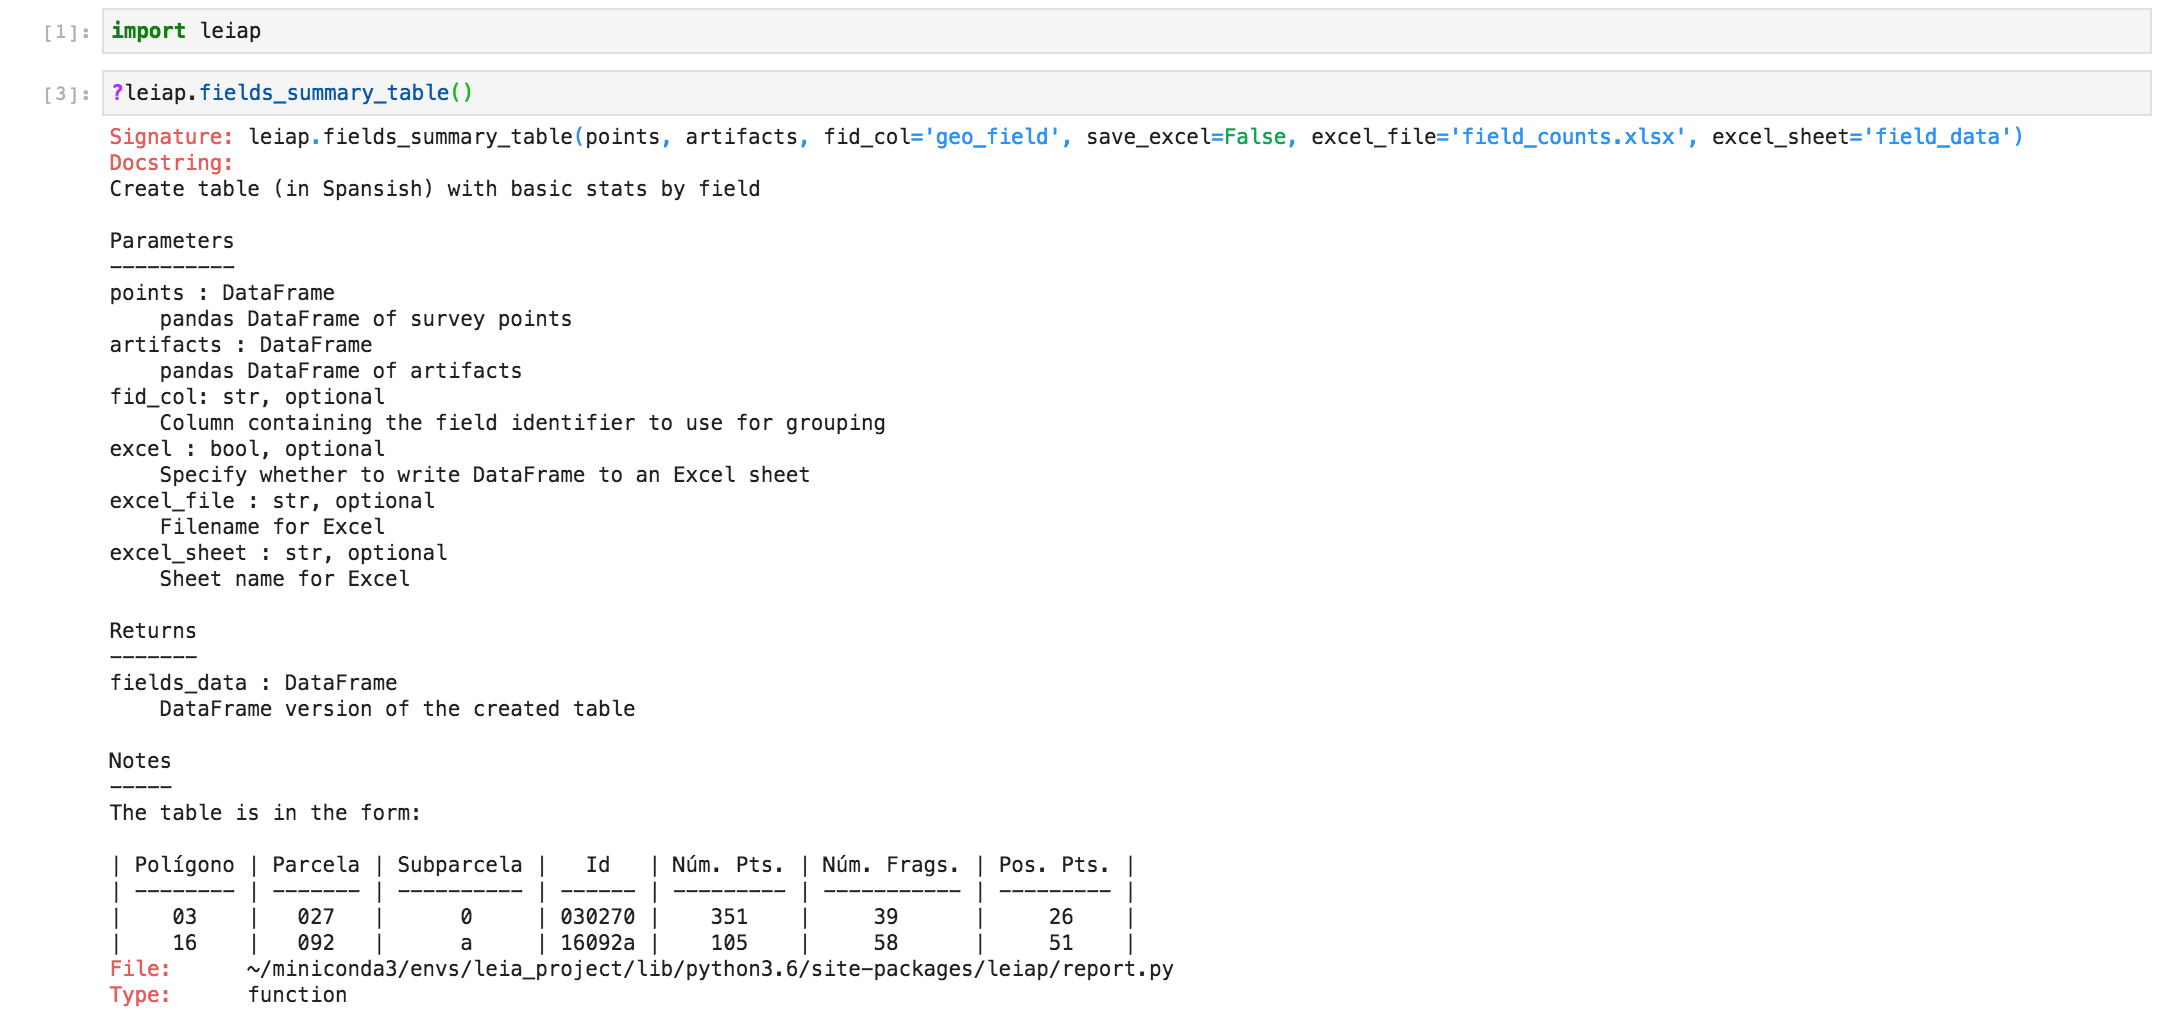 [1]: import leiap
[3]: ?leiap.fields_summary_table()
Signature: leiap.fields_summary_table(points, artifacts, fid_col='geo_field', save_excel=False, excel_file='field_counts.xlsx', excel_sheet='field_data')
Docstring:
Create table (in Spansish) with basic stats by field

Parameters
----------
points : DataFrame
    pandas DataFrame of survey points
artifacts : DataFrame
    pandas DataFrame of artifacts
fid_col: str, optional
    Column containing the field identifier to use for grouping
excel : bool, optional
    Specify whether to write DataFrame to an Excel sheet
excel_file : str, optional
    Filename for Excel
excel_sheet : str, optional
    Sheet name for Excel

Returns
-------
fields_data : DataFrame
    DataFrame version of the created table

Notes
-----
The table is in the form:

| Polígono | Parcela | Subparcela |   Id   | Núm. Pts. | Núm. Frags. | Pos. Pts. |
| -------- | ------- | ---------- | ------ | --------- | ----------- | --------- |
|    03    |   027   |      0     | 030270 |    351    |     39      |    26     |
|    16    |   092   |      a     | 16092a |    105    |     58      |    51     |
File:      ~/miniconda3/envs/leia_project/lib/python3.6/site-packages/leiap/report.py
Type:      function